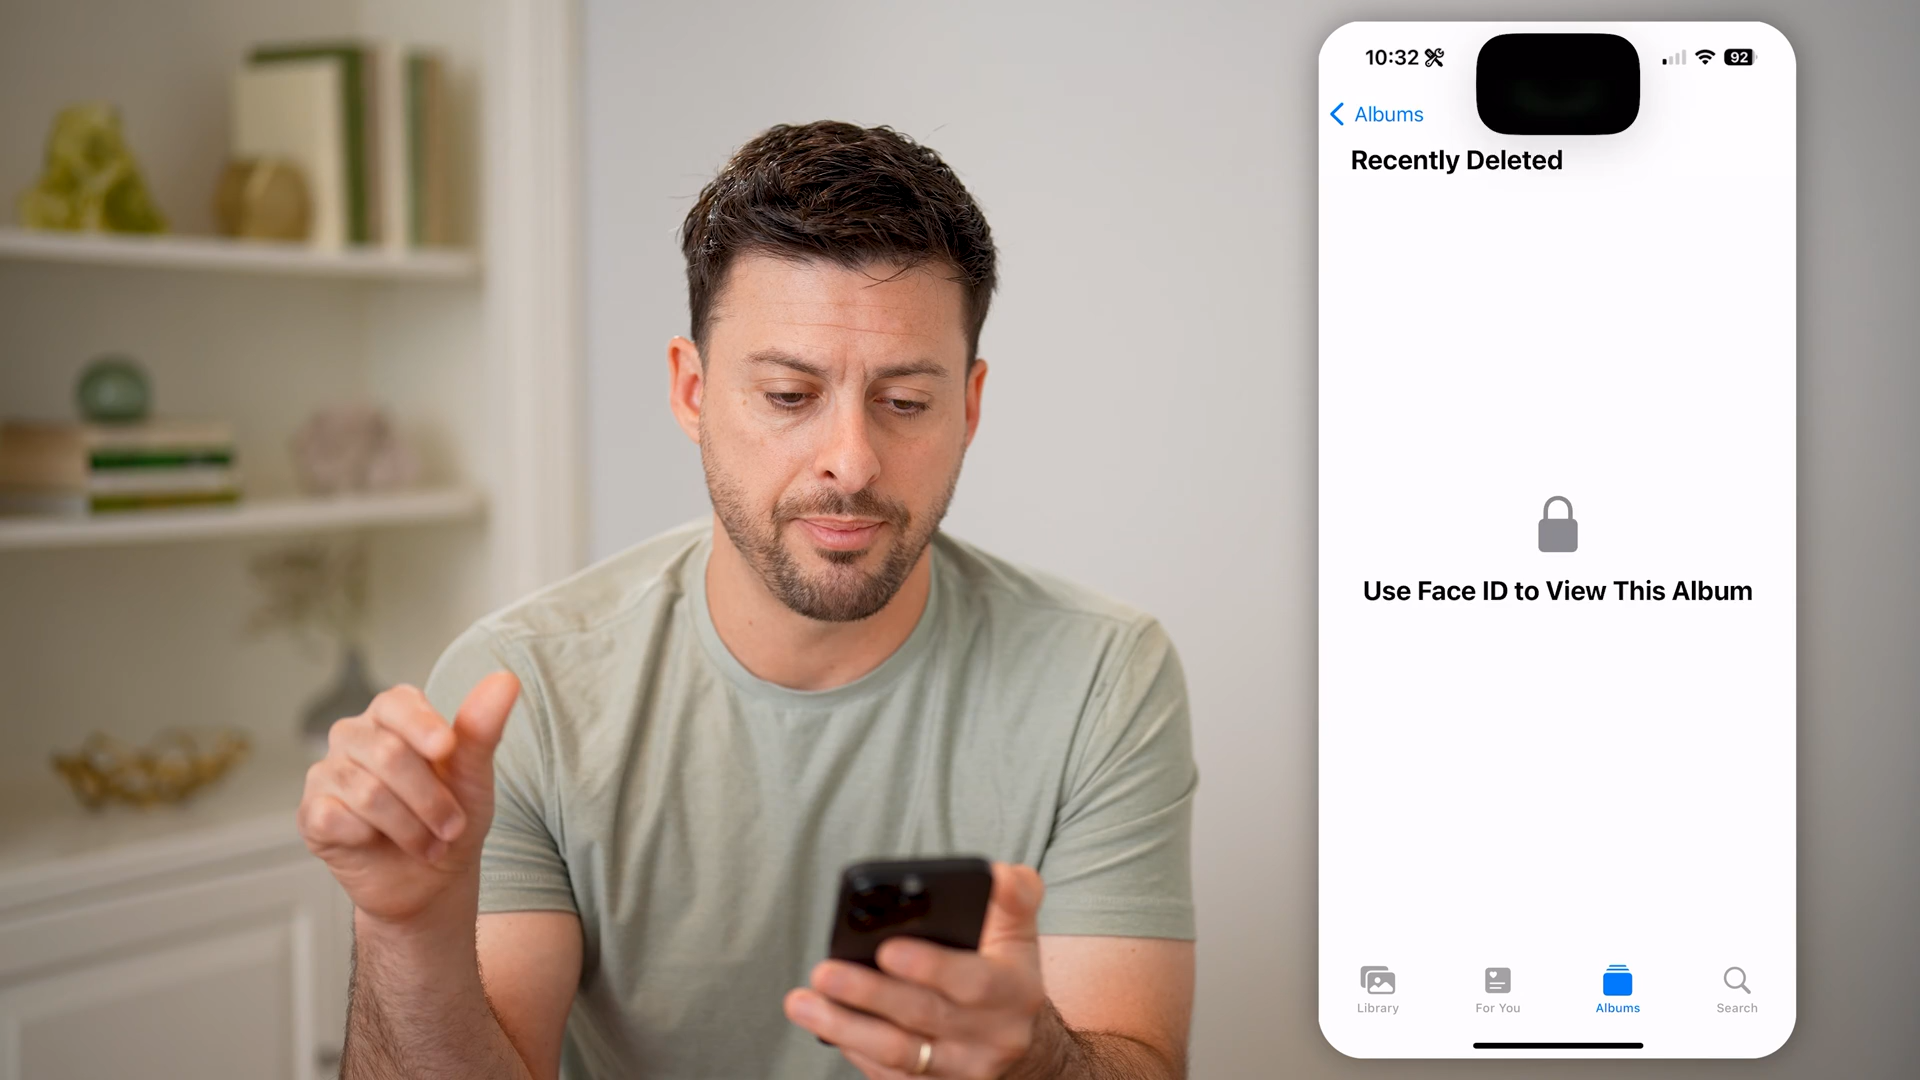 10:32
92
Albums
Recently Deleted
Use Face ID to View This Album
Library
For You
Albums
Search